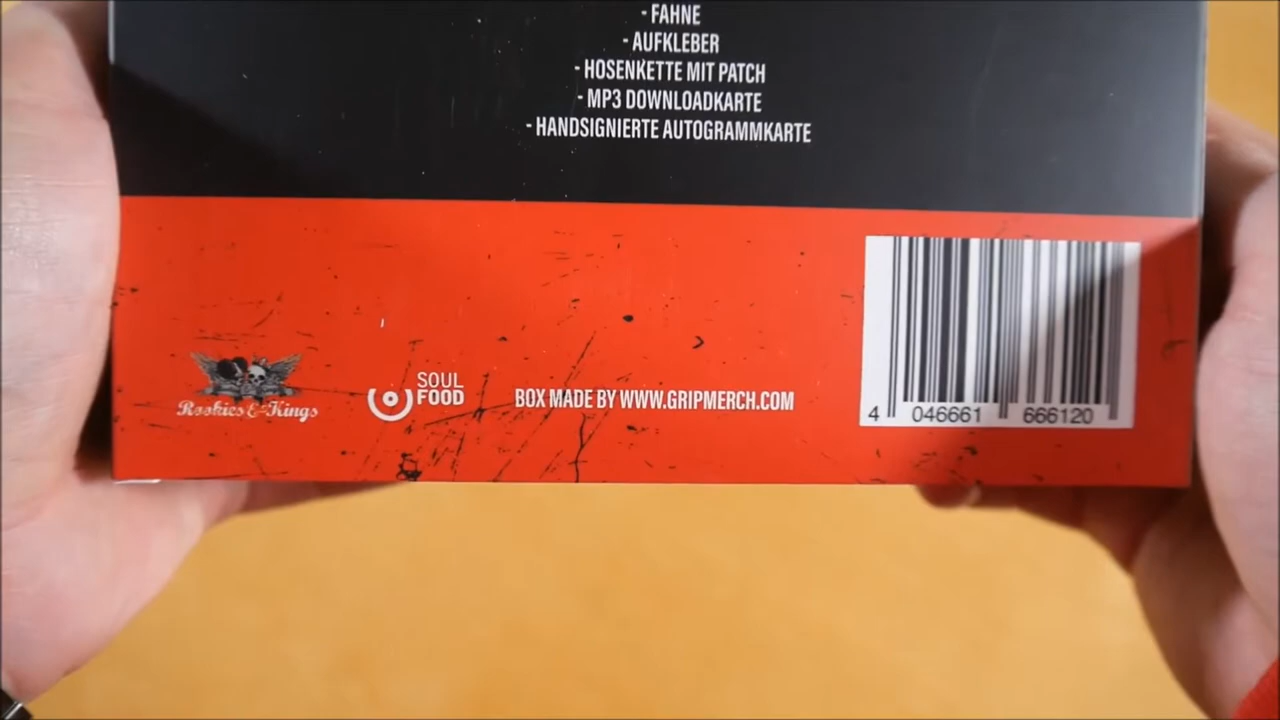 - FAHNE
- AUFKLEBER
- HOSENKETTE MIT PATCH
- MP3 DOWNLOADKARTE
- HANDSIGNIERTE AUTOGRAMMKARTE
Rookies & Kings
SOUL
FOOD
BOX MADE BY WWW.GRIPMERCH.COM
4 046661 666120